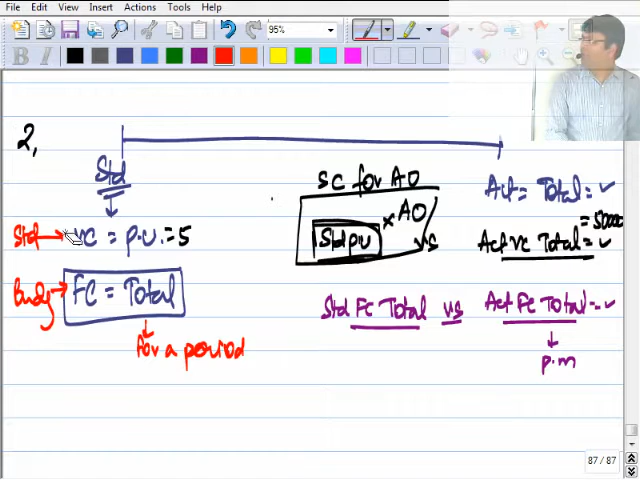 File Edit View Insert Actions Tools Help
95%
2,
Std
SC for AO
Act = Total = ✓
Std → VC = p.u. = 5
Std p.u × AO vs
= 50000
Act VC Total = ✓
Budg → FC = Total
Std FC Total vs Act FC Total = ✓
for a period
p.m
87 / 87